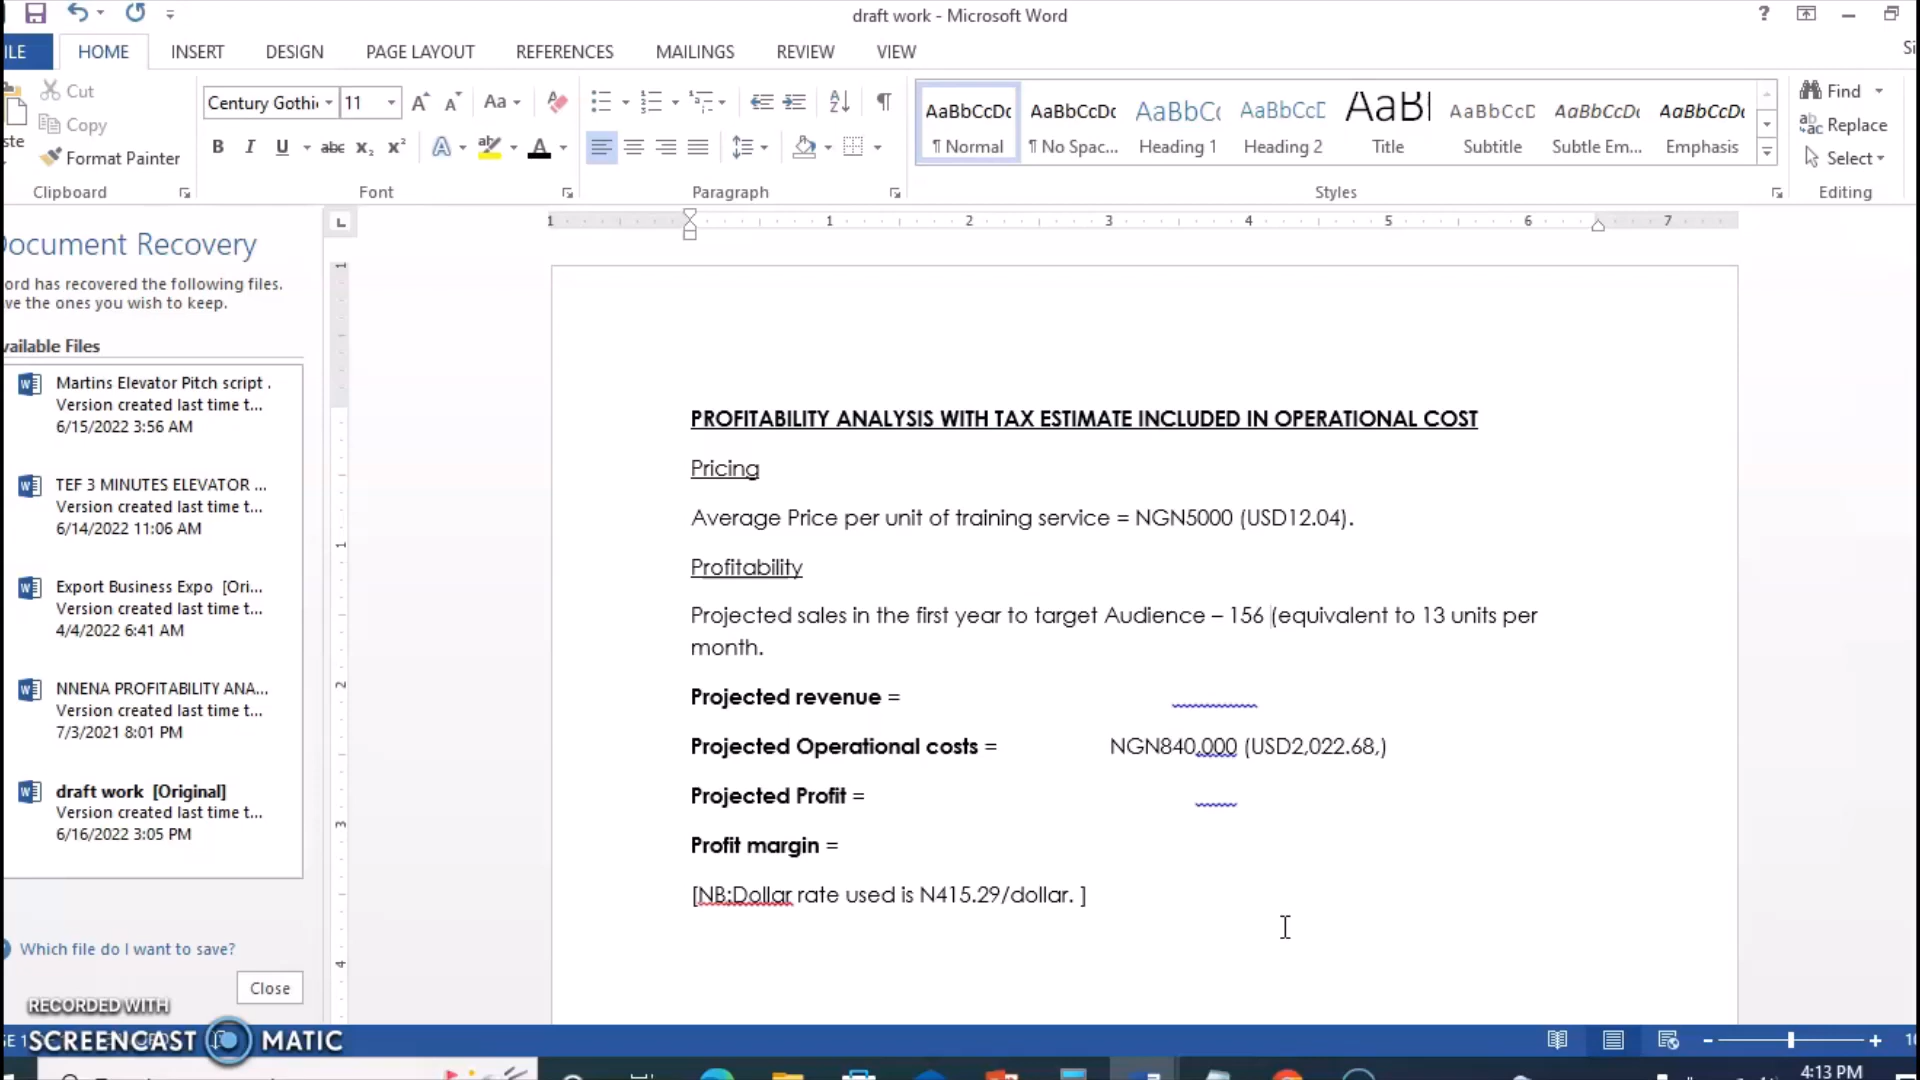 draft work - Microsoft Word
HOME INSERT DESIGN PAGE LAYOUT REFERENCES MAILINGS REVIEW VIEW
Cut
Copy
Format Painter
Clipboard
Century Gothi 11
Font
Paragraph
AaBbCcDc AaBbCcDc AaBbC AaBbCcD AaB AaBbCcD AaBbCcDc AaBbCcDc
¶ Normal ¶ No Spac... Heading 1 Heading 2 Title Subtitle Subtle Em... Emphasis
Styles
Find
Replace
Select
Editing
Document Recovery
ord has recovered the following files.
ve the ones you wish to keep.
vailable Files
Martins Elevator Pitch script .
Version created last time t...
6/15/2022 3:56 AM
TEF 3 MINUTES ELEVATOR ...
Version created last time t...
6/14/2022 11:06 AM
Export Business Expo [Ori...
Version created last time t...
4/4/2022 6:41 AM
NNENA PROFITABILITY ANA...
Version created last time t...
7/3/2021 8:01 PM
draft work [Original]
Version created last time t...
6/16/2022 3:05 PM
Which file do I want to save?
Close
PROFITABILITY ANALYSIS WITH TAX ESTIMATE INCLUDED IN OPERATIONAL COST
Pricing
Average Price per unit of training service = NGN5000 (USD12.04).
Profitability
Projected sales in the first year to target Audience – 156 (equivalent to 13 units per
month.
Projected revenue =
Projected Operational costs = NGN840,000 (USD2,022.68,)
Projected Profit =
Profit margin =
[NB:Dollar rate used is N415.29/dollar. ]
RECORDED WITH
SCREENCAST MATIC
4:13 PM